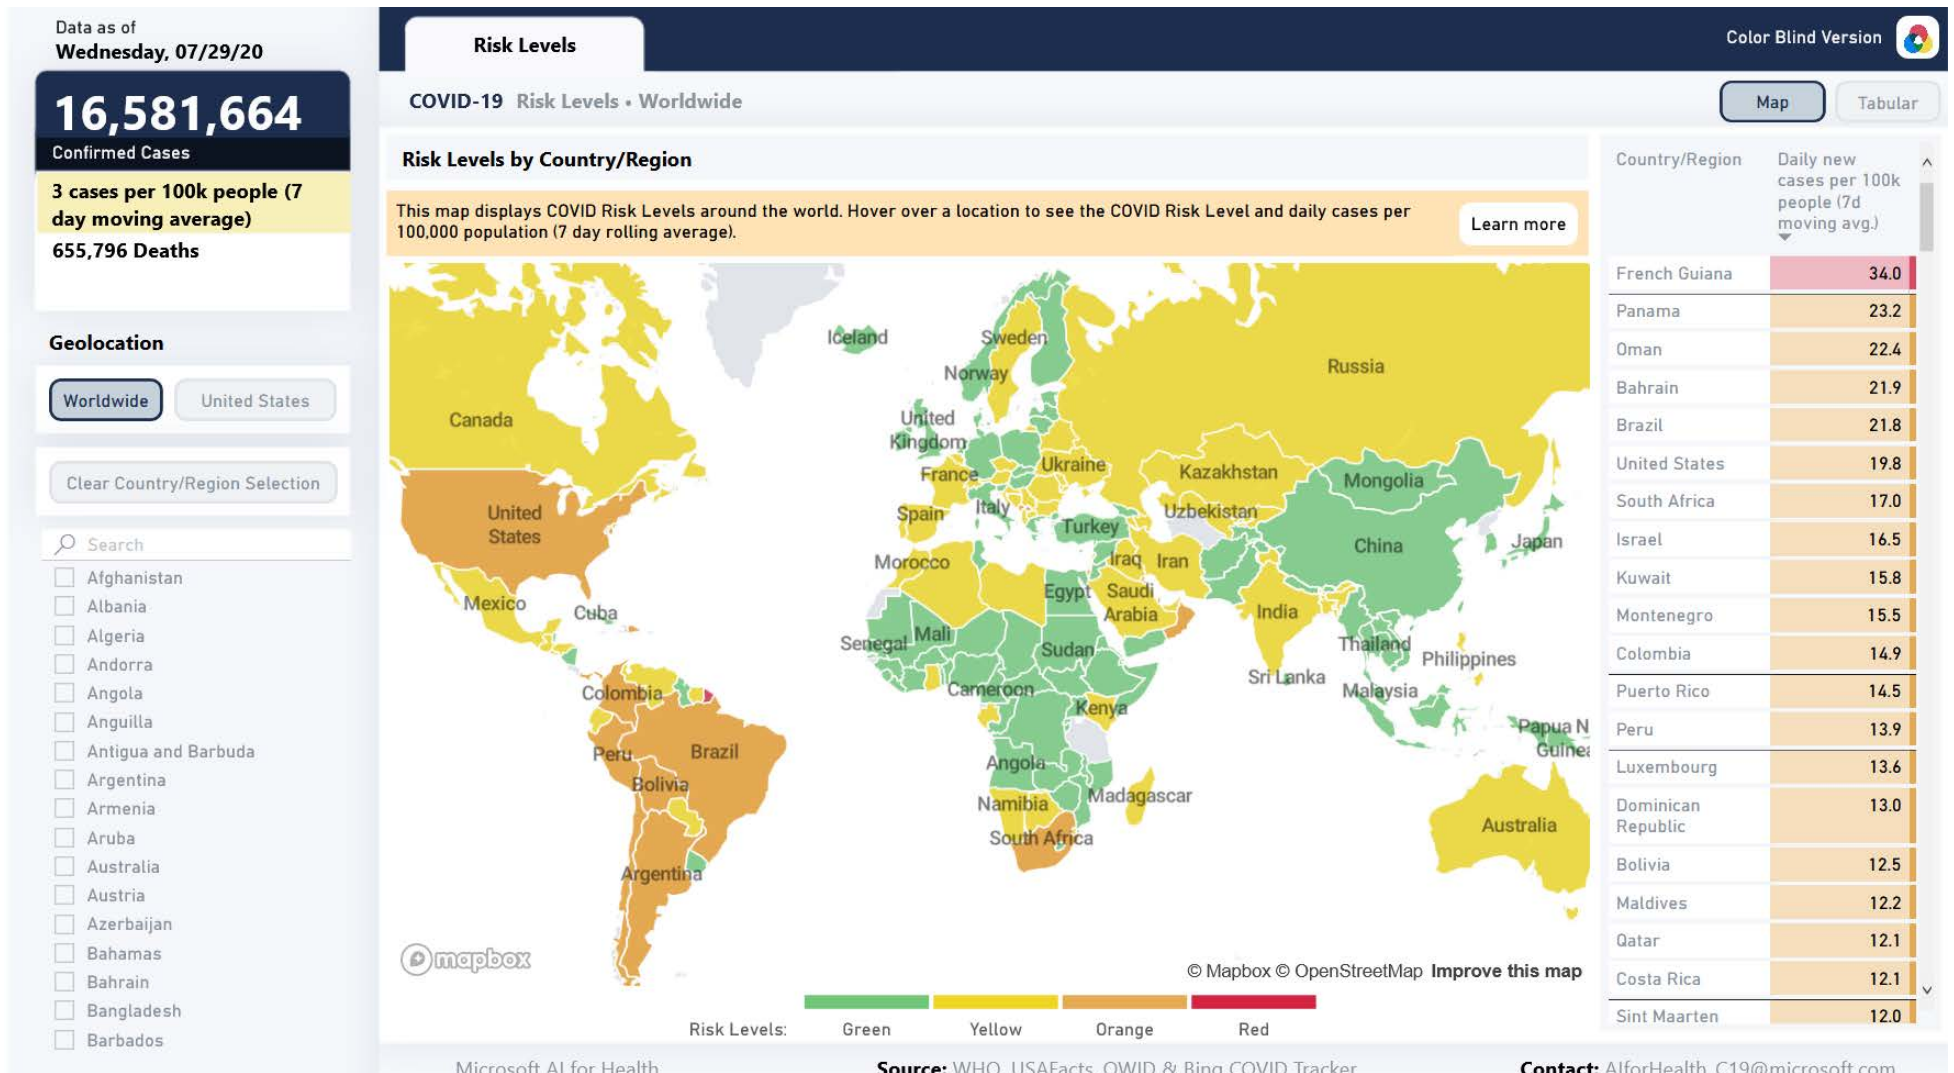 Data as of
Wednesday, 07/29/20
16,581,664
Confirmed Cases
3 cases per 100k people (7
day moving average)
655,796 Deaths
Geolocation
Worldwide
United States
Clear Country/Region Selection
Search
Afghanistan
Albania
Algeria
Andorra
Angola
Anguilla
Antigua and Barbuda
Argentina
Armenia
Aruba
Australia
Austria
Azerbaijan
Bahamas
Bahrain
Bangladesh
Barbados
Risk Levels
Color Blind Version
COVID-19 Risk Levels • Worldwide
Map
Tabular
Risk Levels by Country/Region
This map displays COVID Risk Levels around the world. Hover over a location to see the COVID Risk Level and daily cases per
100,000 population (7 day rolling average).
Learn more
Iceland
Sweden
Norway
Russia
Canada
United
Kingdom
France
Ukraine
Kazakhstan
Mongolia
United
States
Spain
Italy
Uzbekistan
Turkey
China
Japan
Morocco
Iraq
Iran
Mexico
Cuba
Egypt
Saudi
Arabia
India
Senegal
Mali
Sudan
Thailand
Philippines
Colombia
Cameroon
Sri Lanka
Malaysia
Kenya
Papua N
Guinea
Peru
Brazil
Angola
Bolivia
Namibia
Madagascar
South Africa
Australia
Argentina
mapbox
© Mapbox © OpenStreetMap Improve this map
Risk Levels:
Green
Yellow
Orange
Red
Country/Region
Daily new
cases per 100k
people (7d
moving avg.)
French Guiana 34.0
Panama 23.2
Oman 22.4
Bahrain 21.9
Brazil 21.8
United States 19.8
South Africa 17.0
Israel 16.5
Kuwait 15.8
Montenegro 15.5
Colombia 14.9
Puerto Rico 14.5
Peru 13.9
Luxembourg 13.6
Dominican 13.0
Republic
Bolivia 12.5
Maldives 12.2
Qatar 12.1
Costa Rica 12.1
Sint Maarten 12.0
Microsoft AI for Health
Source: WHO, USAFacts, OWID & Bing COVID Tracker
Contact: AIforHealth_C19@microsoft.com